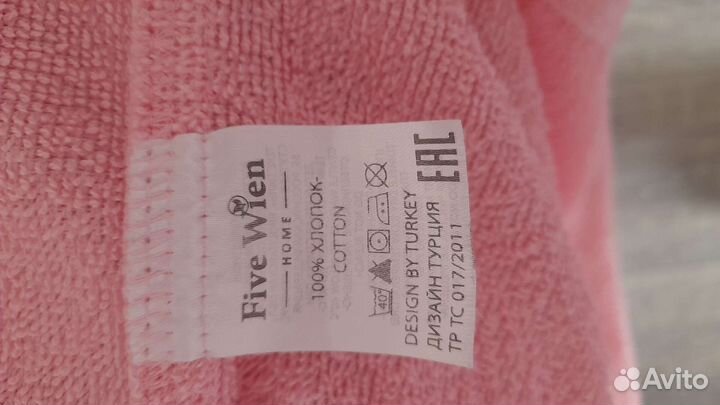 Five Wien
HOME
100% ХЛОПОК-
COTTON
40°
DESIGN BY TURKEY
ДИЗАЙН ТУРЦИЯ
ТР ТС 017/2011
EAC
Avito